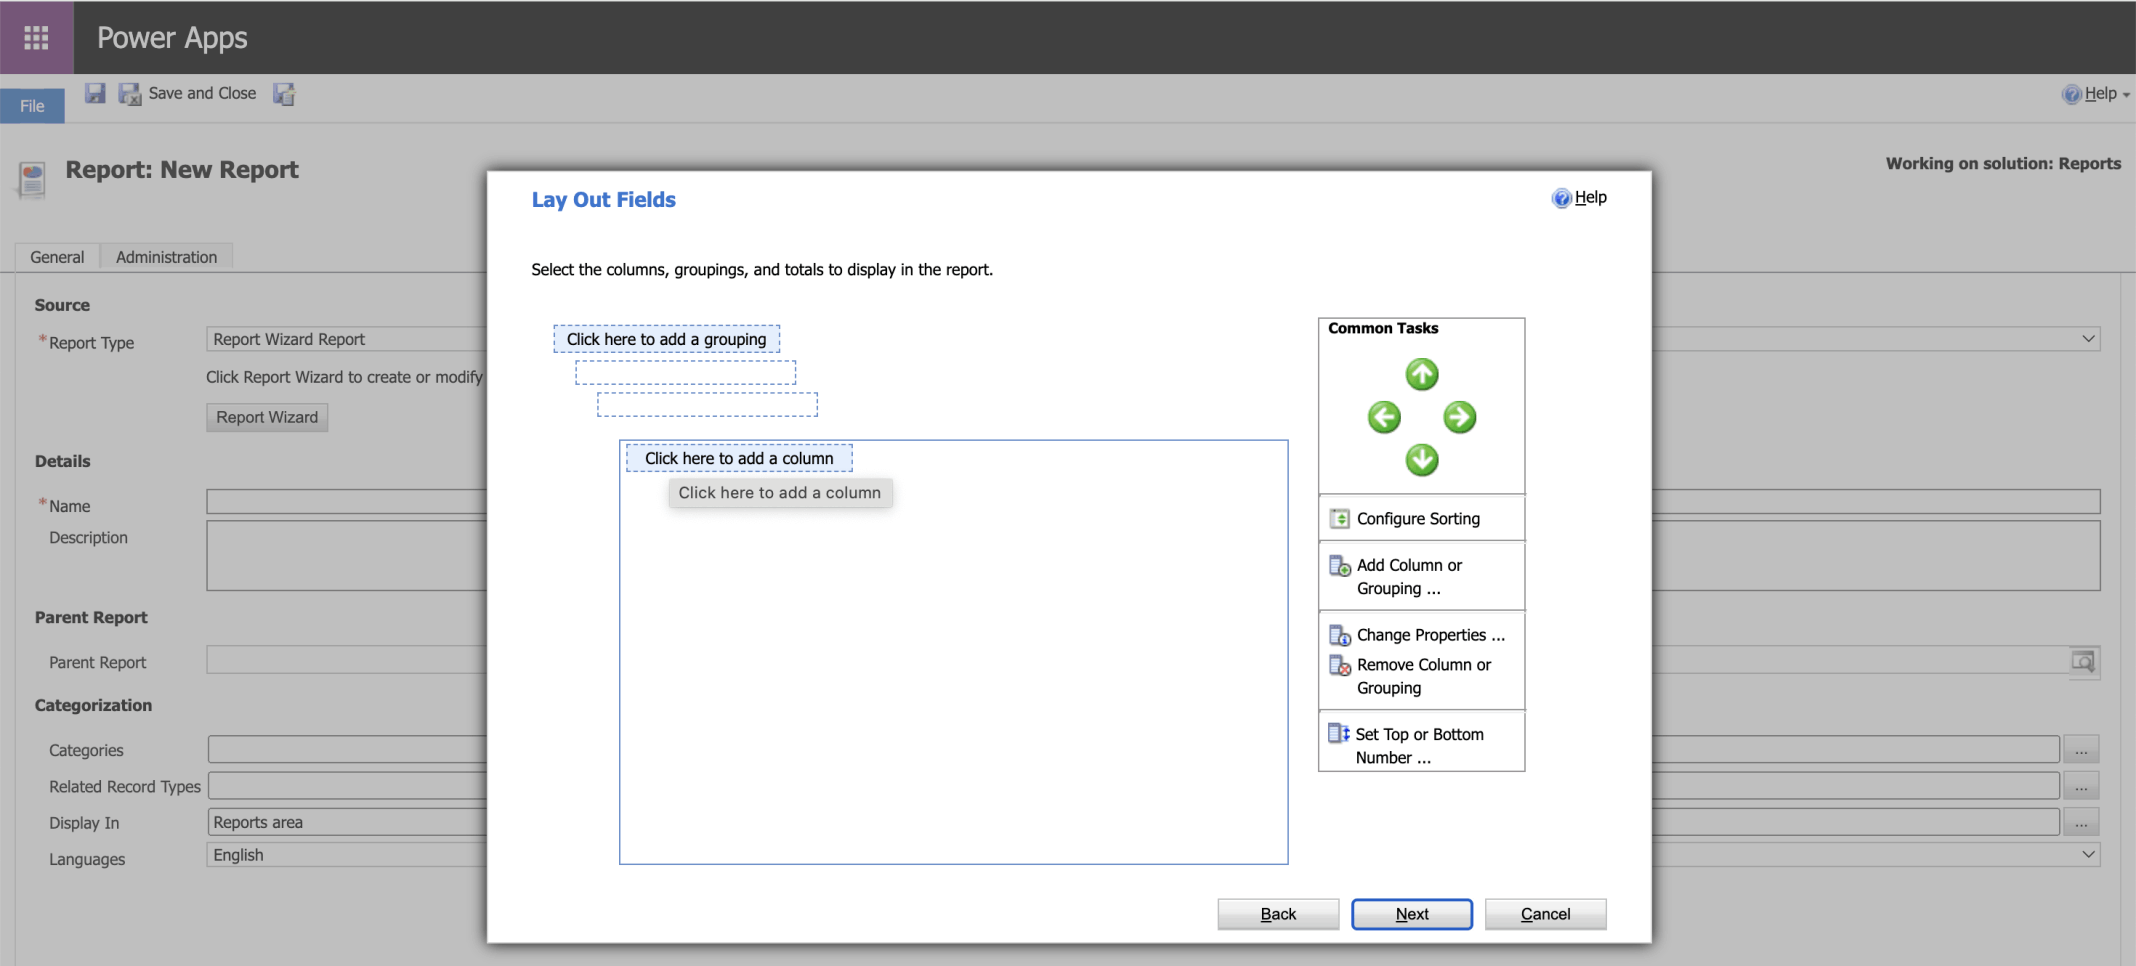 Power Apps
File
Save and Close
Help
Report: New Report
Working on solution: Reports
General
Administration
Source
*Report Type
Report Wizard Report
Click Report Wizard to create or modify
Report Wizard
Details
*Name
Description
Parent Report
Parent Report
Categorization
Categories
...
Related Record Types
...
Display In
Reports area
...
Languages
English
Lay Out Fields
Help
Select the columns, groupings, and totals to display in the report.
Click here to add a grouping
Click here to add a column
Click here to add a column
Common Tasks
Configure Sorting
Add Column or
Grouping ...
Change Properties ...
Remove Column or
Grouping
Set Top or Bottom
Number ...
Back
Next
Cancel